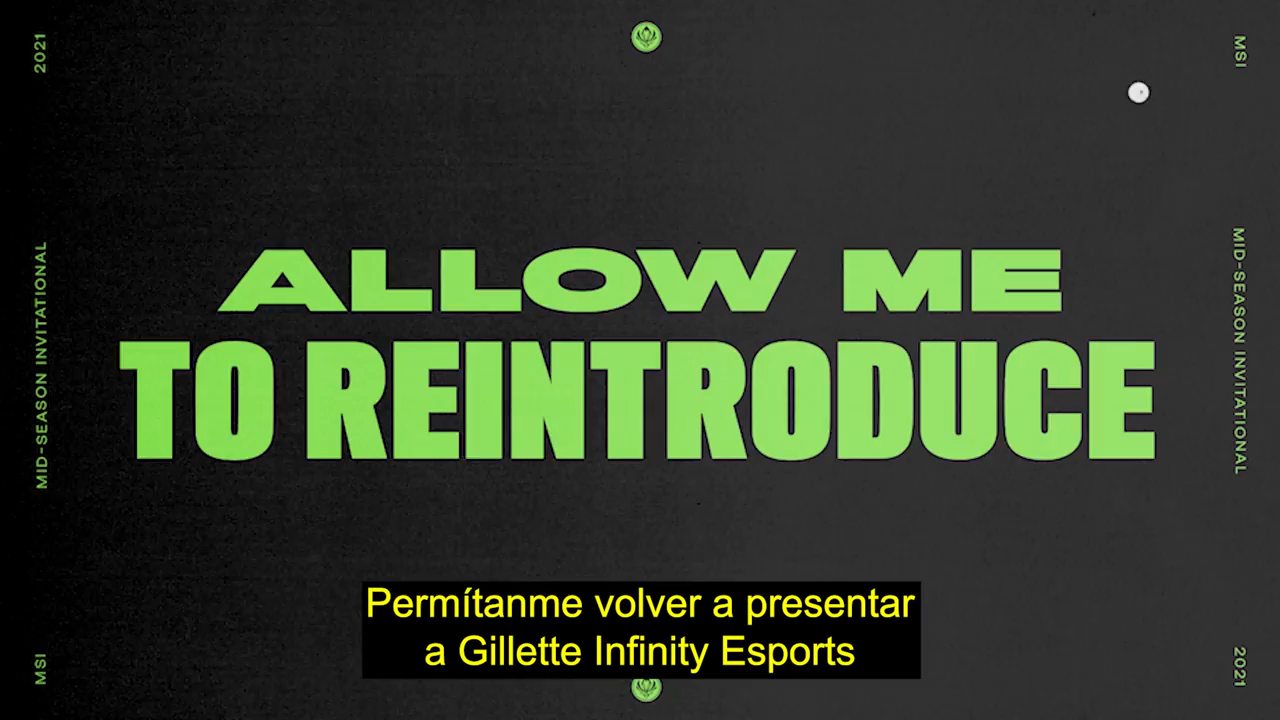 2021
MSI
MID-SEASON INVITATIONAL
MID-SEASON INVITATIONAL
ALLOW ME
TO REINTRODUCE
Permítanme volver a presentar
a Gillette Infinity Esports
MSI
2021